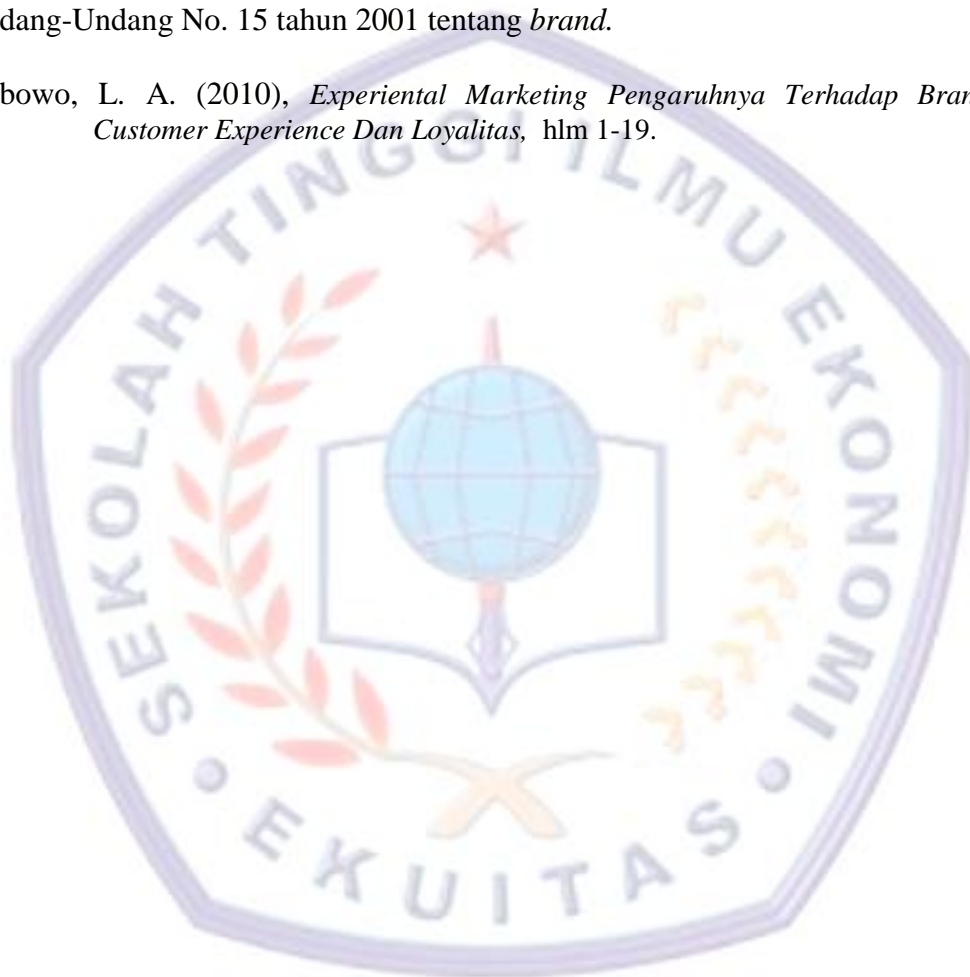 dang-Undang No. 15 tahun 2001 tentang brand.
bowo, L. A. (2010), Experiental Marketing Pengaruhnya Terhadap Bran
Customer Experience Dan Loyalitas, hlm 1-19.
SEKOLAH TINGGI ILMU EKONOMI
EKUITAS